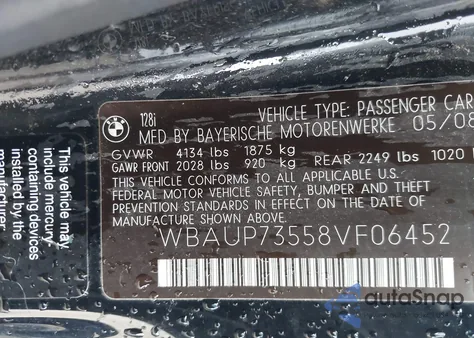 128i
VEHICLE TYPE: PASSENGER CAR
MFD BY BAYERISCHE MOTORENWERKE 05/08
GVWR 4134 lbs 1875 kg
GAWR FRONT 2028 lbs 920 kg REAR 2249 lbs 1020
THIS VEHICLE CONFORMS TO ALL APPLICABLE U.S.
FEDERAL MOTOR VEHICLE SAFETY, BUMPER AND THEFT
PREVENTION STANDARDS IN EFFECT ON THE DATE OF
MANUFACTURE SHOWN ABOVE.
WBAUP73558VF06452
This vehicle may
include mercury-
containing devices
installed by the
autoSnap